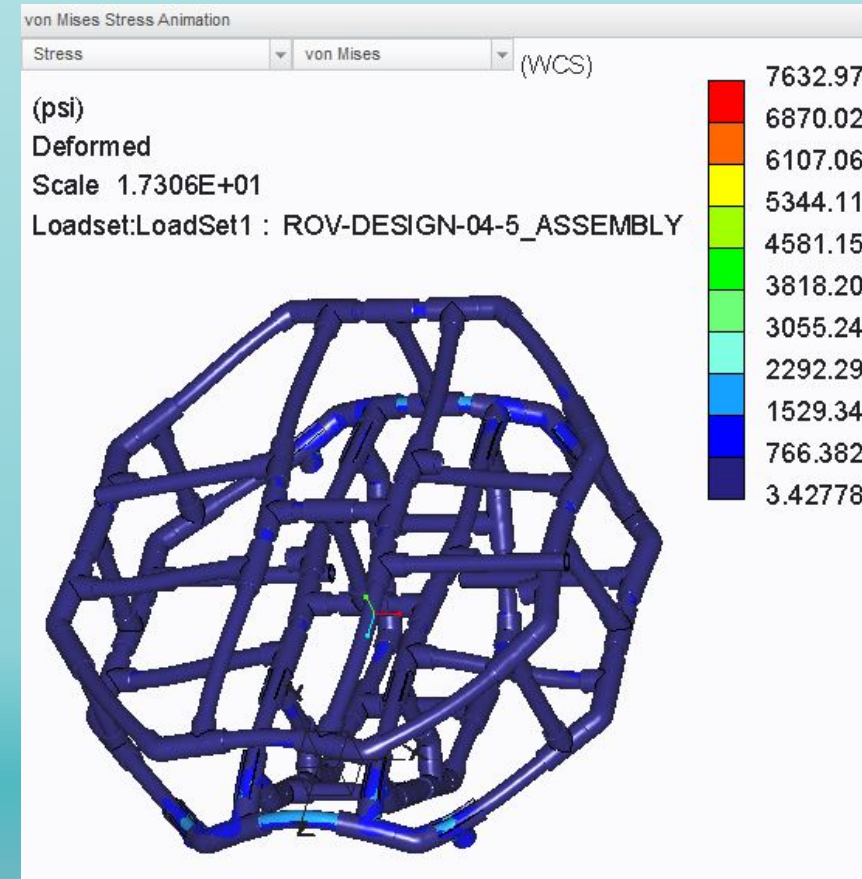 von Mises Stress Animation
Stress von Mises (WCS)
(psi)
Deformed
Scale 1.7306E+01
Loadset:LoadSet1 : ROV-DESIGN-04-5_ASSEMBLY
7632.97
6870.02
6107.06
5344.11
4581.15
3818.20
3055.24
2292.29
1529.34
766.382
3.42778